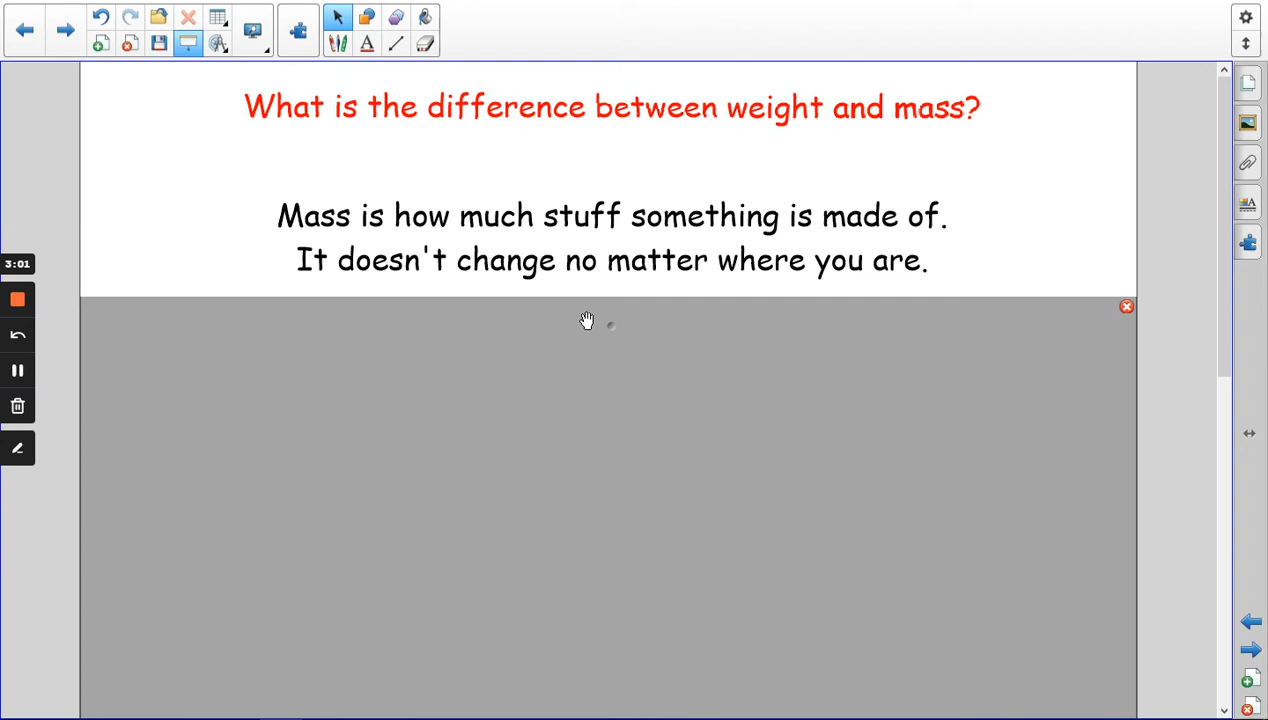 What is the difference between weight and mass?
Mass is how much stuff something is made of.
It doesn't change no matter where you are.
3:01